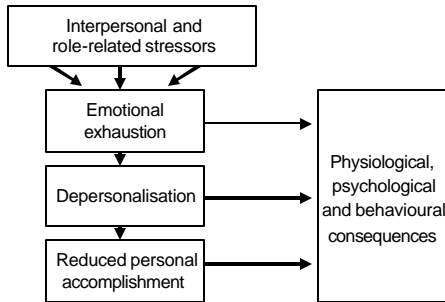 Interpersonal and
role-related stressors
Emotional
exhaustion
Depersonalisation
Reduced personal
accomplishment
Physiological,
psychological
and behavioural
consequences